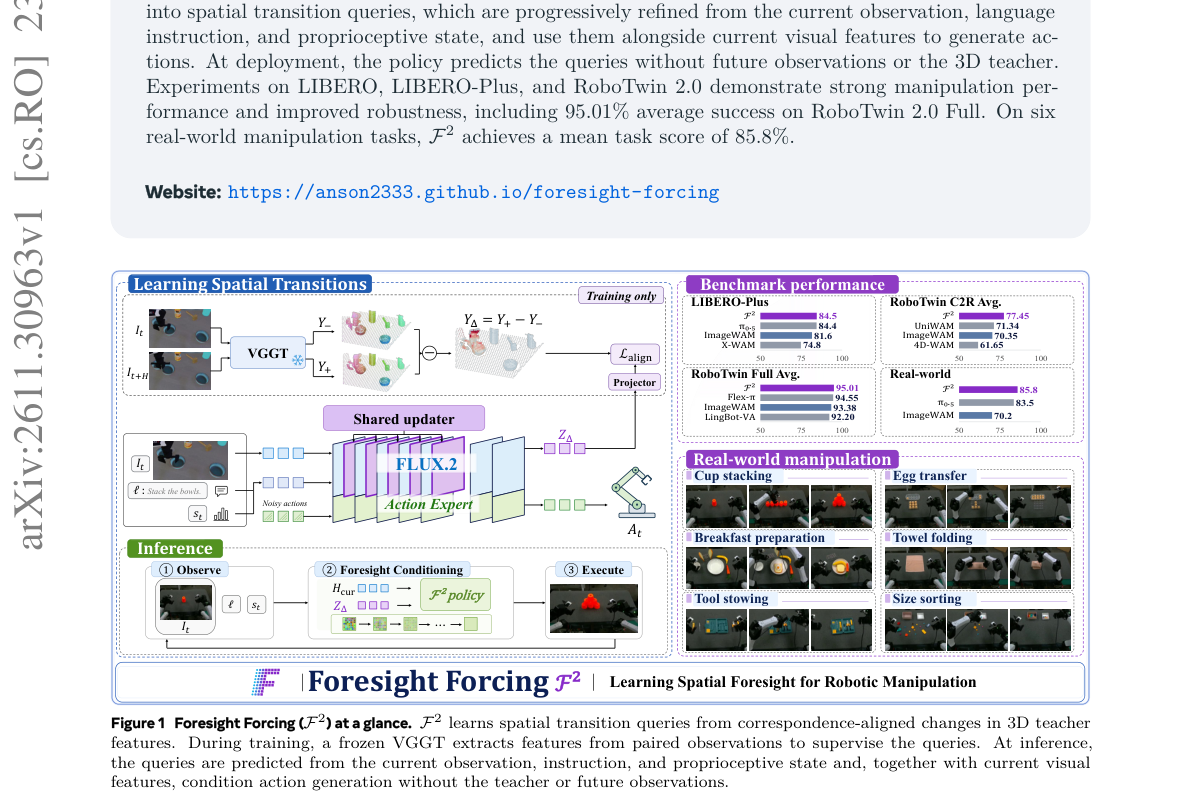 into spatial transition queries, which are progressively refined from the current observation, language
instruction, and proprioceptive state, and use them alongside current visual features to generate ac-
tions. At deployment, the policy predicts the queries without future observations or the 3D teacher.
Experiments on LIBERO, LIBERO-Plus, and RoboTwin 2.0 demonstrate strong manipulation per-
formance and improved robustness, including 95.01% average success on RoboTwin 2.0 Full. On six
real-world manipulation tasks, 𝓕² achieves a mean task score of 85.8%.
Website: https://anson2333.github.io/foresight-forcing
arXiv:2611.30963v1 [cs.RO] 23
Learning Spatial Transitions
Training only
I_t
I_{t+H}
VGGT
Y_−
Y_+
Y_Δ = Y_+ − Y_−
L_align
Projector
Shared updater
FLUX.2
Action Expert
I_t
ℓ : Stack the bowls.
s_t
Noisy actions
Z_Δ
A_t
Inference
① Observe
I_t
ℓ
s_t
② Foresight Conditioning
H_cur
Z_Δ
𝓕² policy
...
③ Execute
Benchmark performance
LIBERO-Plus
𝓕² 84.5
π0.5 84.4
ImageWAM 81.6
X-WAM 74.8
50 75 100
RoboTwin C2R Avg.
𝓕² 77.45
UniWAM 71.34
ImageWAM 70.35
4D-WAM 61.65
50 75 100
RoboTwin Full Avg.
𝓕² 95.01
Flex-π 94.55
ImageWAM 93.38
LingBot-VA 92.20
50 75 100
Real-world
𝓕² 85.8
π0.5 83.5
ImageWAM 70.2
50 75 100
Real-world manipulation
Cup stacking
Egg transfer
Breakfast preparation
Towel folding
Tool stowing
Size sorting
F | Foresight Forcing 𝓕² | Learning Spatial Foresight for Robotic Manipulation
Figure 1 Foresight Forcing (𝓕²) at a glance. 𝓕² learns spatial transition queries from correspondence-aligned changes in 3D teacher
features. During training, a frozen VGGT extracts features from paired observations to supervise the queries. At inference,
the queries are predicted from the current observation, instruction, and proprioceptive state and, together with current visual
features, condition action generation without the teacher or future observations.